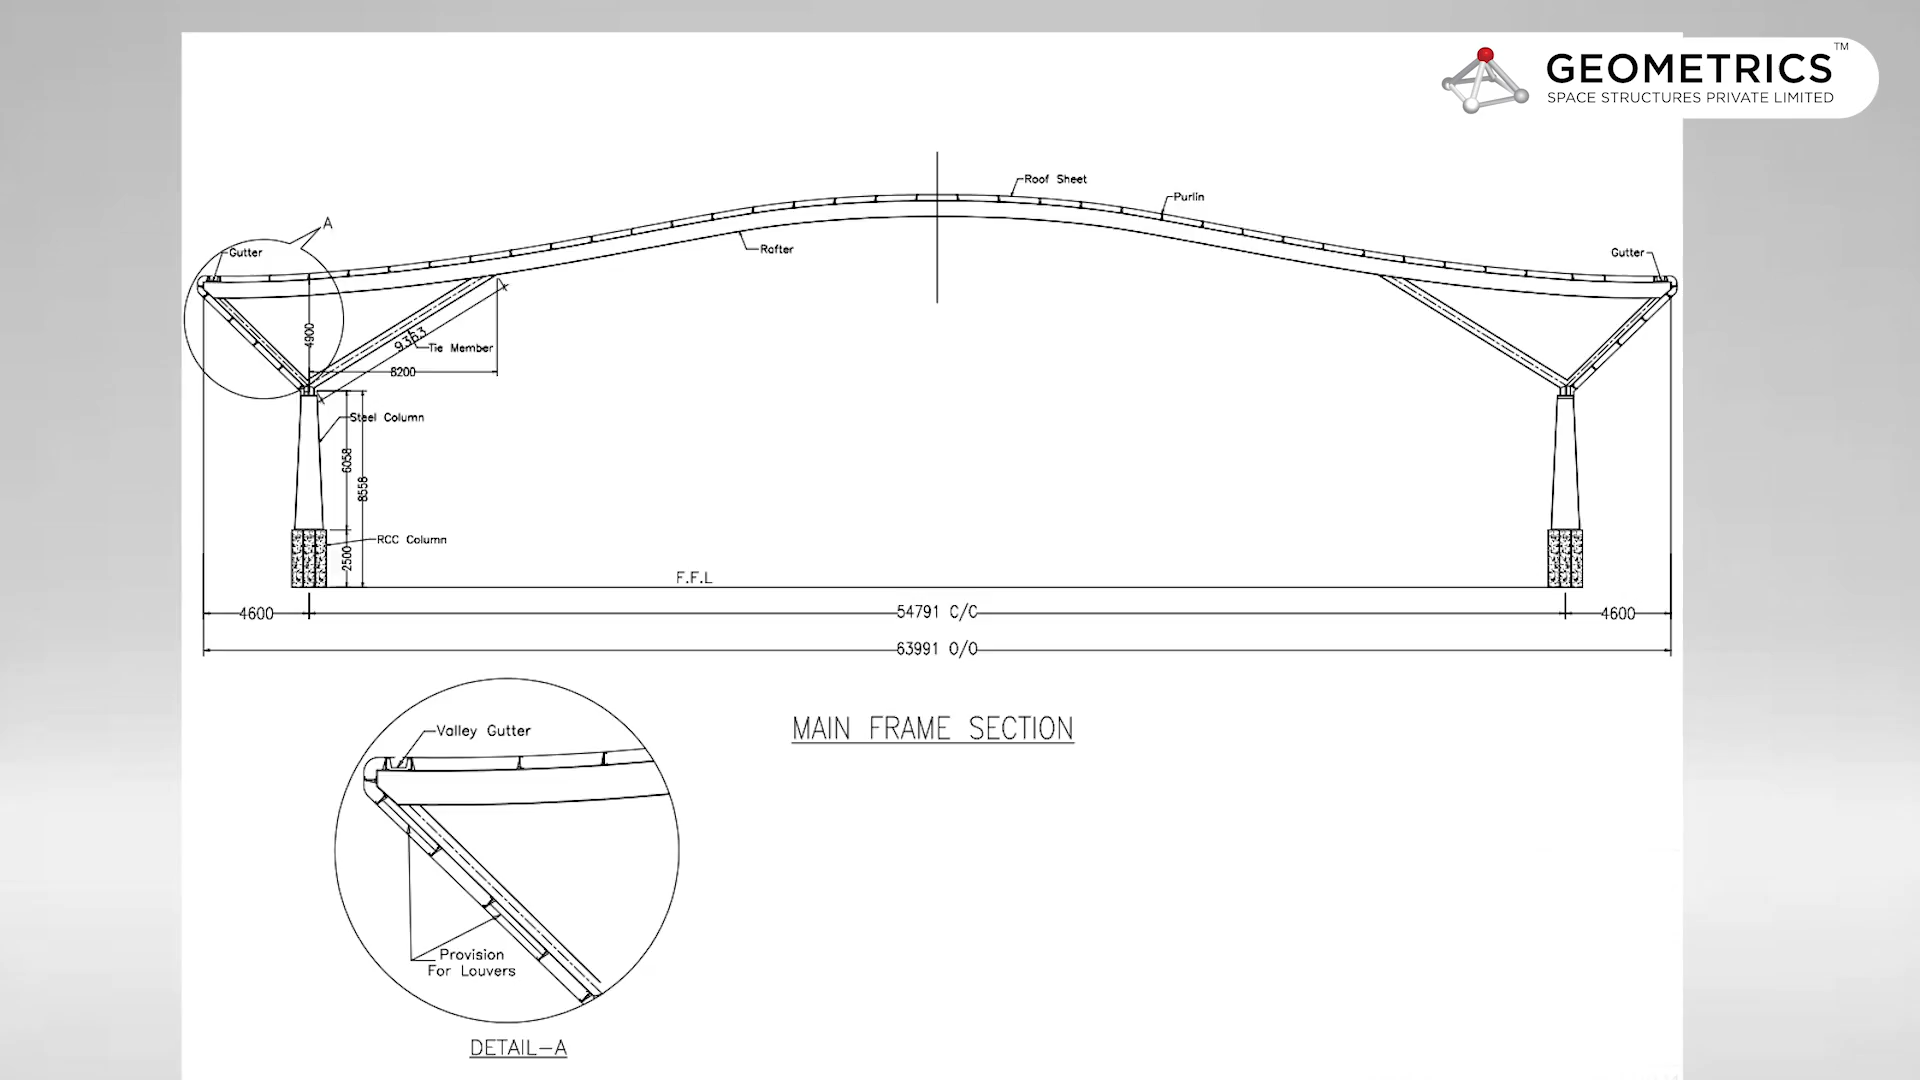 GEOMETRICS™
SPACE STRUCTURES PRIVATE LIMITED
Roof Sheet
Purlin
A
Gutter
Rafter
Gutter
4900
9363
Tie Member
8200
Steel Column
6058
8558
RCC Column
2500
F.F.L
4600
54791 C/C
4600
63991 O/O
MAIN FRAME SECTION
Valley Gutter
Provision
For Louvers
DETAIL-A